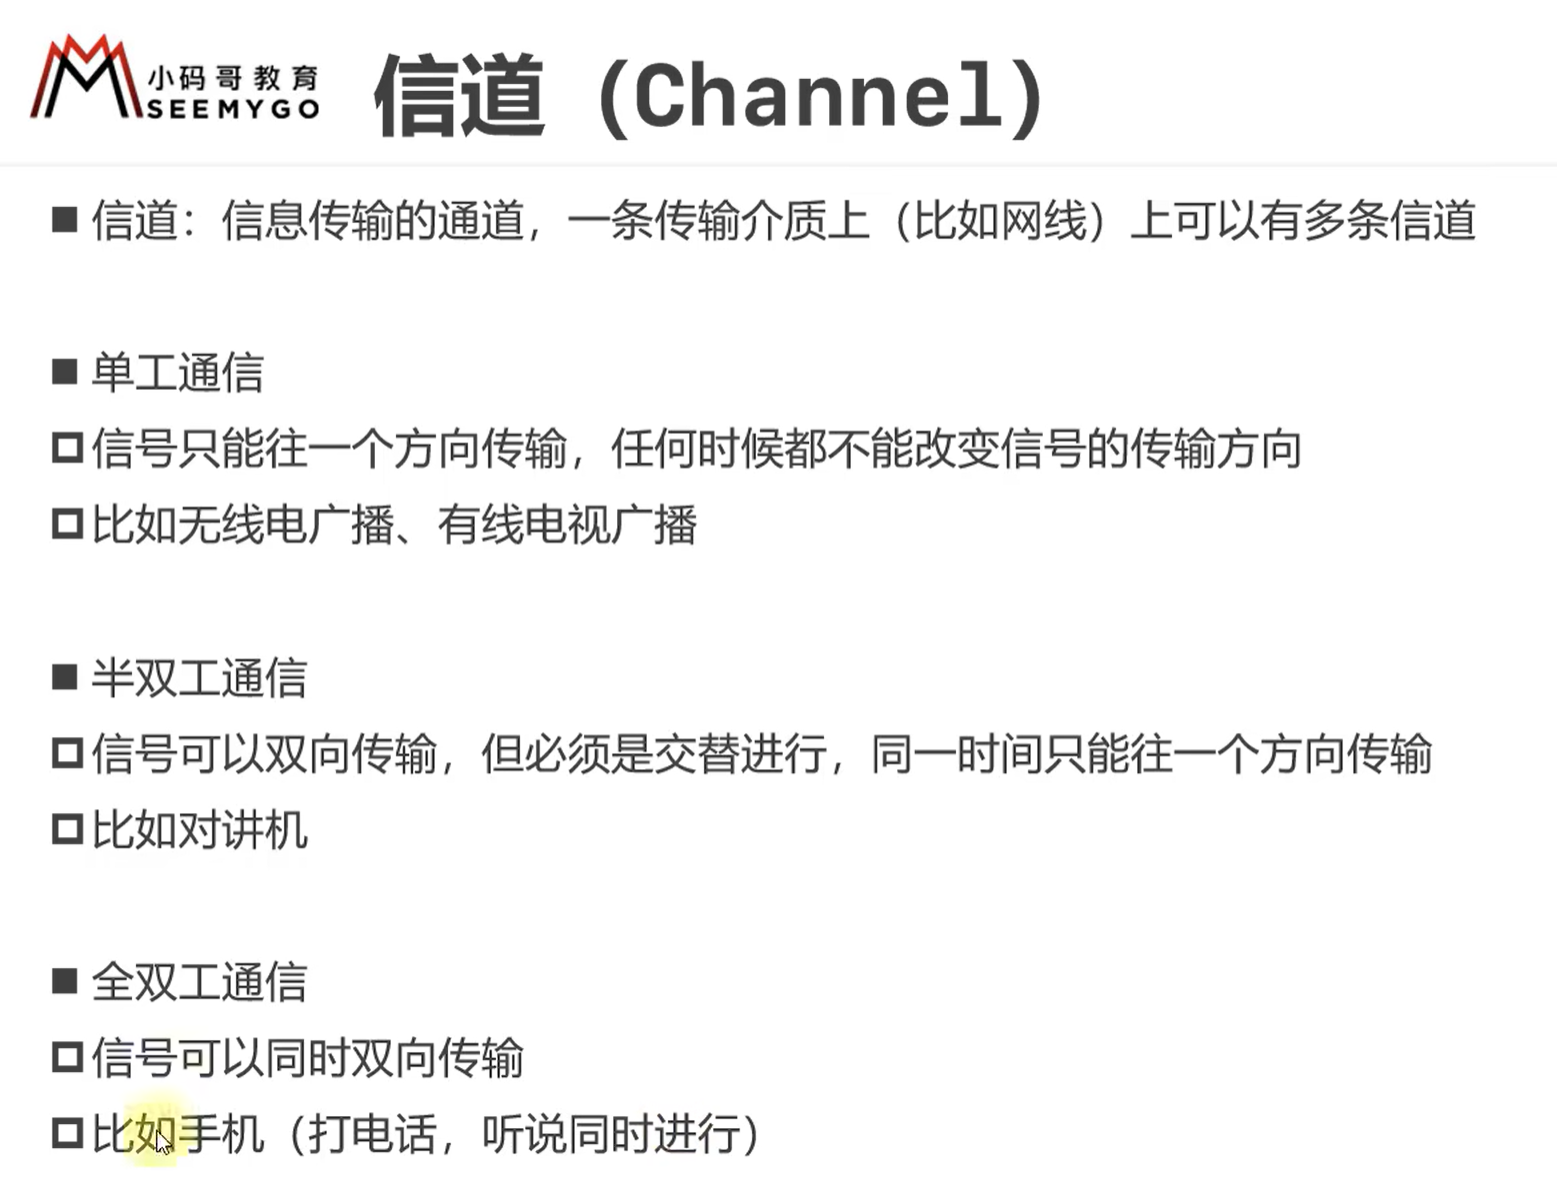 小码哥教育
SEEMYGO
信道（Channel）
信道：信息传输的通道，一条传输介质上（比如网线）上可以有多条信道
单工通信
信号只能往一个方向传输，任何时候都不能改变信号的传输方向
比如无线电广播、有线电视广播
半双工通信
信号可以双向传输，但必须是交替进行，同一时间只能往一个方向传输
比如对讲机
全双工通信
信号可以同时双向传输
比如手机（打电话，听说同时进行）